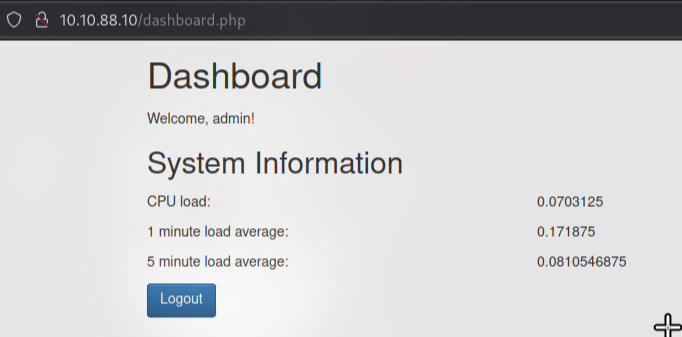 10.10.88.10/dashboard.php
Dashboard
Welcome, admin!
System Information
CPU load: 0.0703125
1 minute load average: 0.171875
5 minute load average: 0.0810546875
Logout